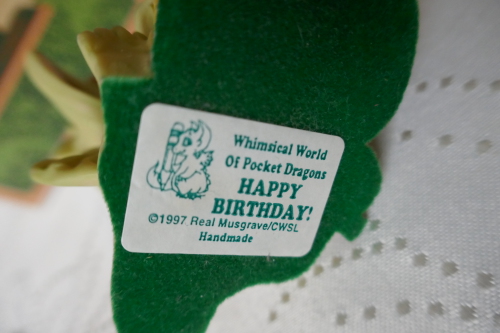 Whimsical World
Of Pocket Dragons
HAPPY
BIRTHDAY!
©1997 Real Musgrave/CWSL
Handmade